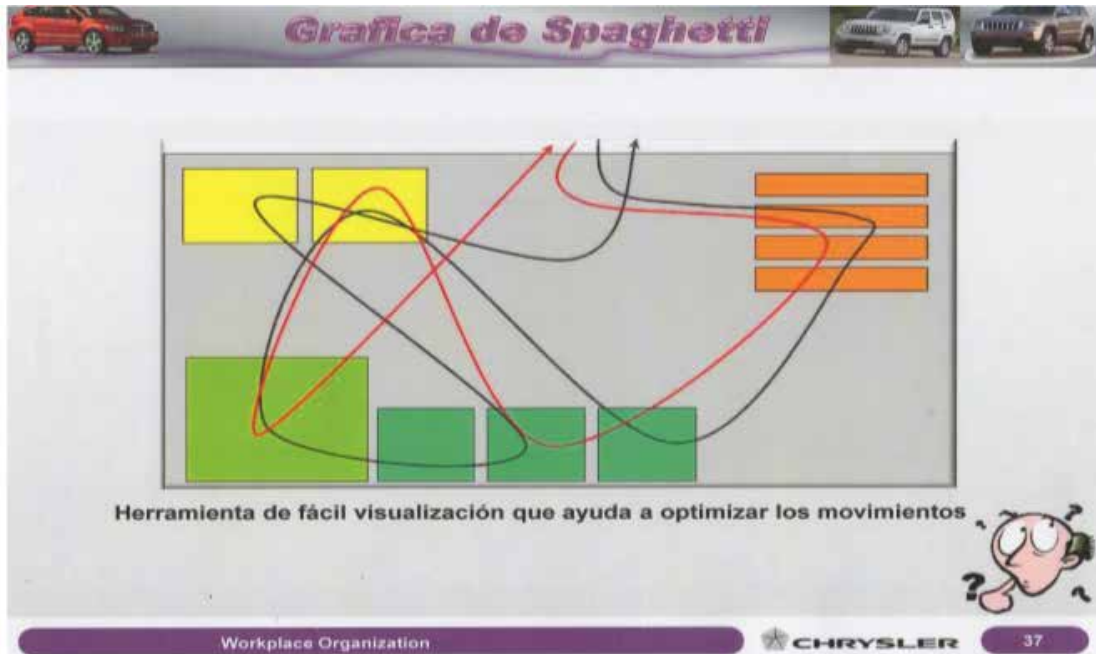 Grafica de Spaghetti
Herramienta de fácil visualización que ayuda a optimizar los movimientos
? ?
?
Workplace Organization
CHRYSLER
37